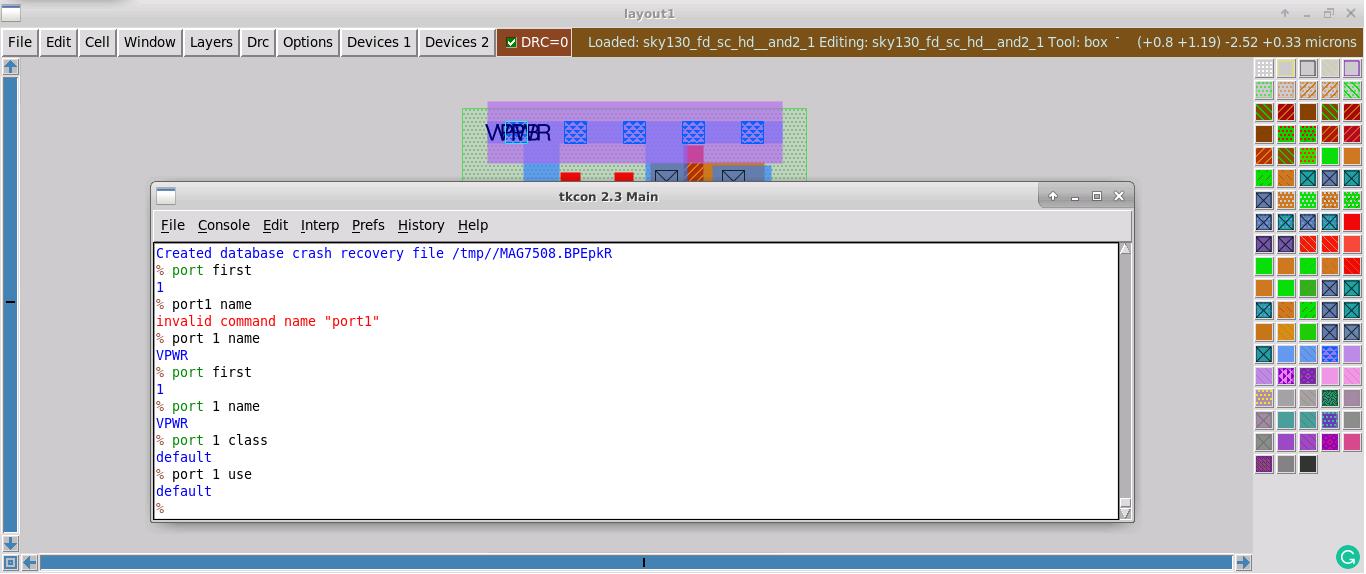 layout1
File Edit Cell Window Layers Drc Options Devices 1 Devices 2 DRC=0 Loaded: sky130_fd_sc_hd__and2_1 Editing: sky130_fd_sc_hd__and2_1 Tool: box (+0.8 +1.19) -2.52 +0.33 microns
tkcon 2.3 Main
File Console Edit Interp Prefs History Help
Created database crash recovery file /tmp//MAG7508.BPEpkR
% port first
1
% port1 name
invalid command name "port1"
% port 1 name
VPWR
% port first
1
% port 1 name
VPWR
% port 1 class
default
% port 1 use
default
%